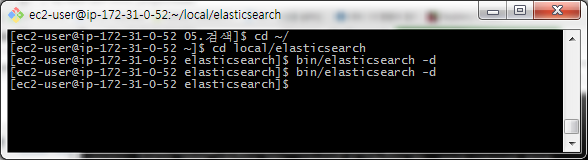 ec2-user@ip-172-31-0-52:~/local/elasticsearch
[ec2-user@ip-172-31-0-52 05.검색]$ cd ~/
[ec2-user@ip-172-31-0-52 ~]$ cd local/elasticsearch
[ec2-user@ip-172-31-0-52 elasticsearch]$ bin/elasticsearch -d
[ec2-user@ip-172-31-0-52 elasticsearch]$ bin/elasticsearch -d
[ec2-user@ip-172-31-0-52 elasticsearch]$